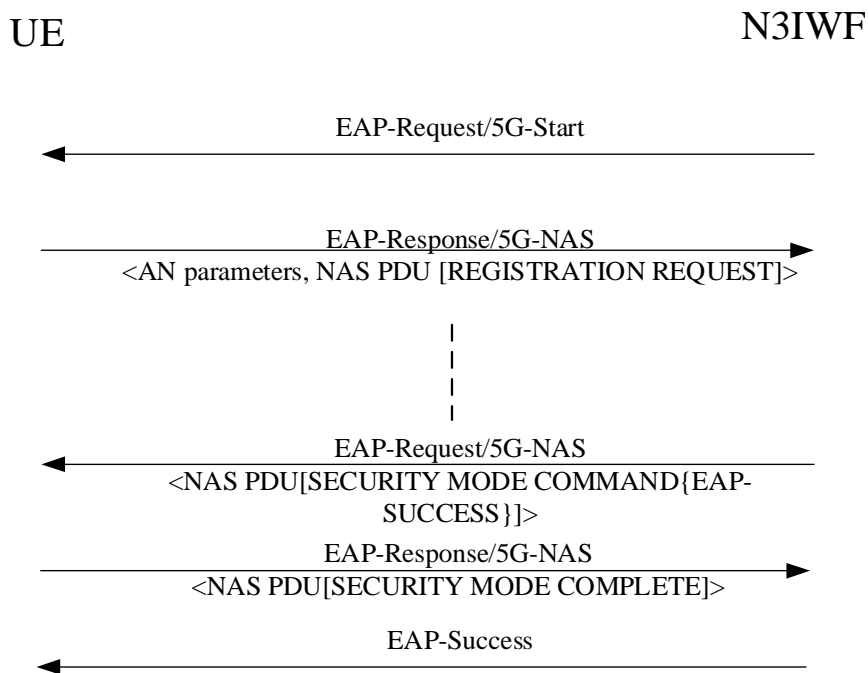 UE
N3IWF
EAP-Request/5G-Start
EAP-Response/5G-NAS
<AN parameters, NAS PDU [REGISTRATION REQUEST]>
EAP-Request/5G-NAS
<NAS PDU[SECURITY MODE COMMAND{EAP-
SUCCESS}]>
EAP-Response/5G-NAS
<NAS PDU[SECURITY MODE COMPLETE]>
EAP-Success